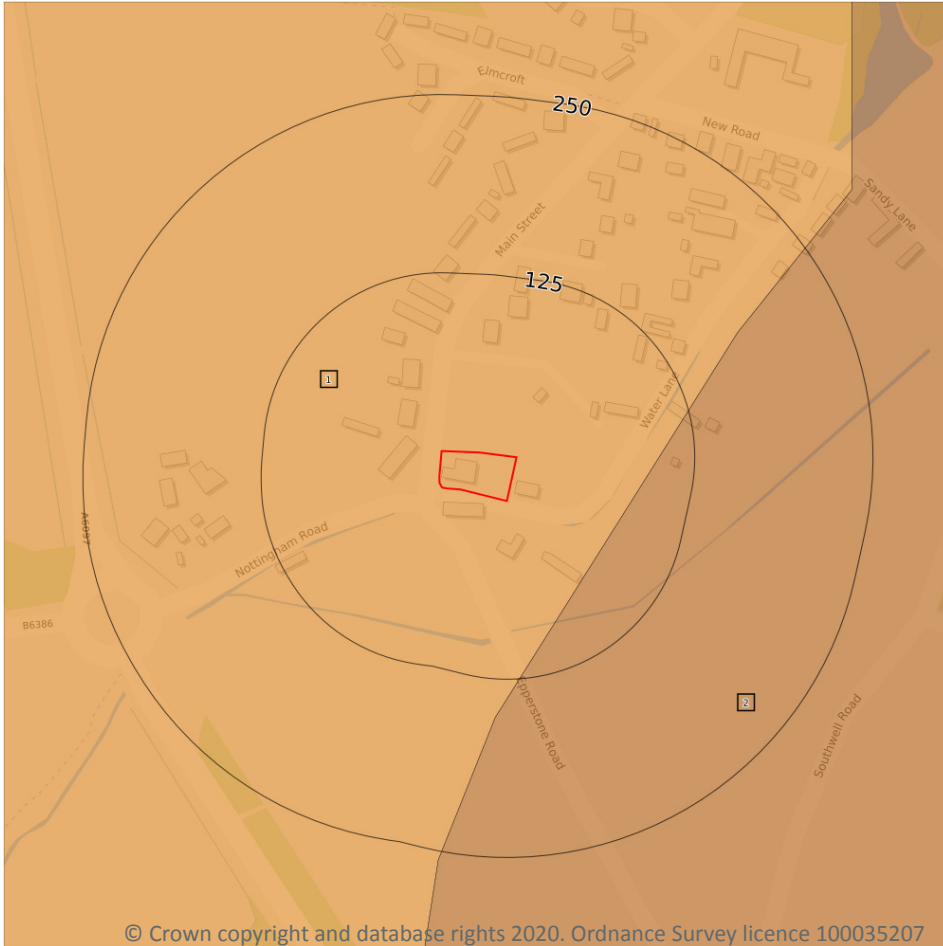 Elmcroft
250
New Road
Sandy Lane
Main Street
125
1
Water Lane
A6097
Nottingham Road
B6386
Epperstone Road
2
Southwell Road
© Crown copyright and database rights 2020. Ordnance Survey licence 100035207